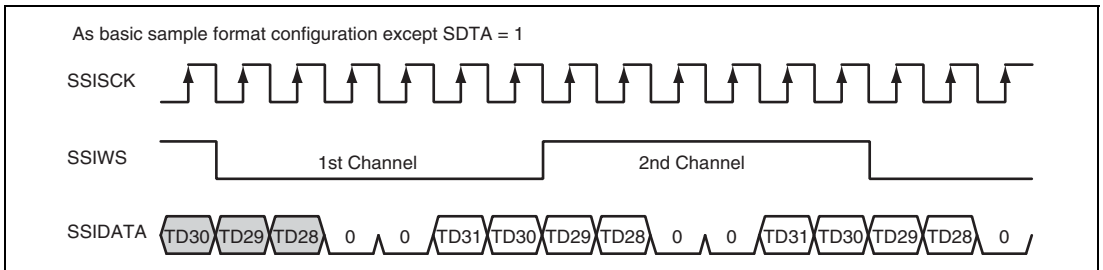 As basic sample format configuration except SDTA = 1
SSISCK
SSIWS 1st Channel 2nd Channel
SSIDATA TD30 TD29 TD28 0 0 TD31 TD30 TD29 TD28 0 0 TD31 TD30 TD29 TD28 0